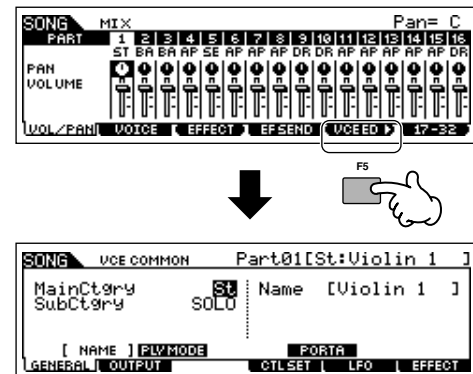 SONG MIX Pan= C
PART 1 2 3 4 5 6 7 8 9 10 11 12 13 14 15 16
ST BA BA AP SE AP AP AP DR DR AP AP AP AP AP DR
PAN
VOLUME
VOL/PAN VOICE EFFECT EF SEND VCE ED 17-32
F5
SONG VCE COMMON Part01[St:Violin 1 ]
MainCtgry St Name [Violin 1 ]
SubCtgry SOLO
[ NAME ] PLY MODE PORTA
GENERAL OUTPUT CTL SET LFO EFFECT